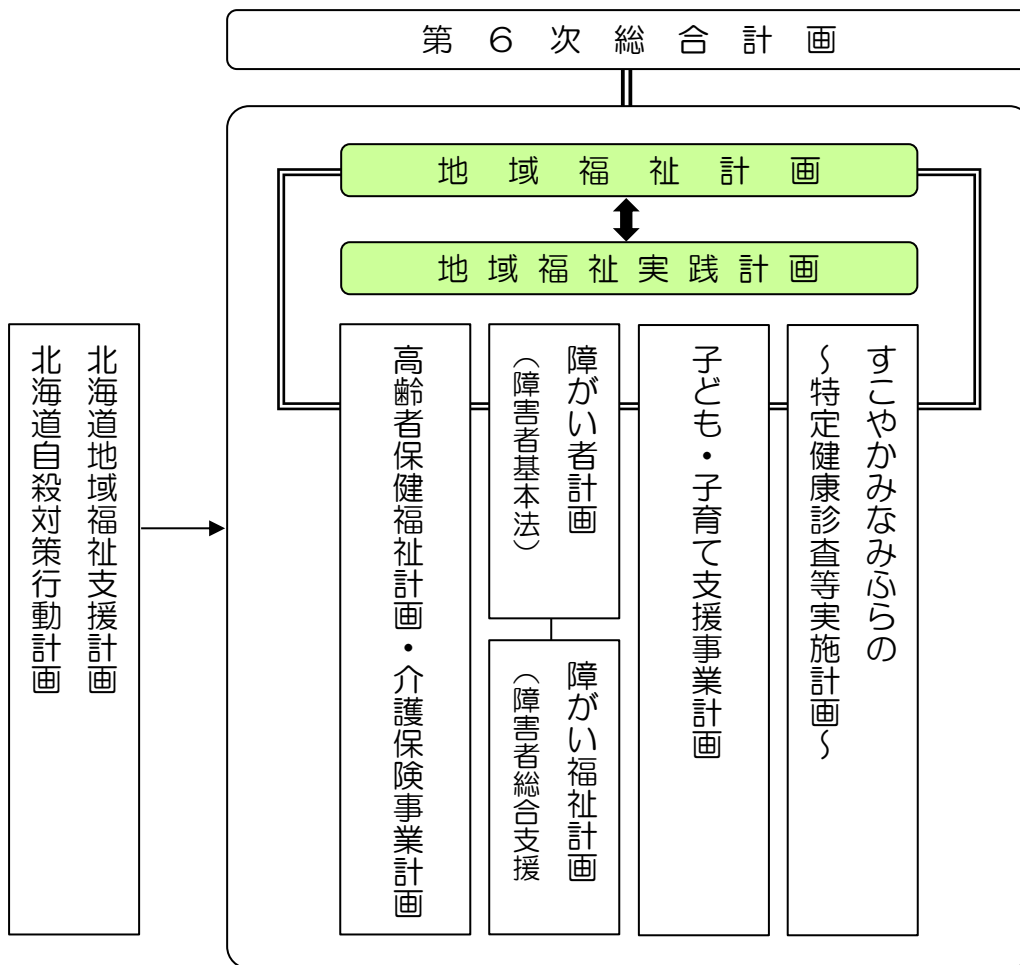 第６次総合計画
地域福祉計画
地域福祉実践計画
北海道地域福祉支援計画
北海道自殺対策行動計画
高齢者保健福祉計画・介護保険事業計画
障がい者計画
（障害者基本法）
障がい福祉計画
（障害者総合支援
子ども・子育て支援事業計画
すこやかみなみふらの
～特定健康診査等実施計画～